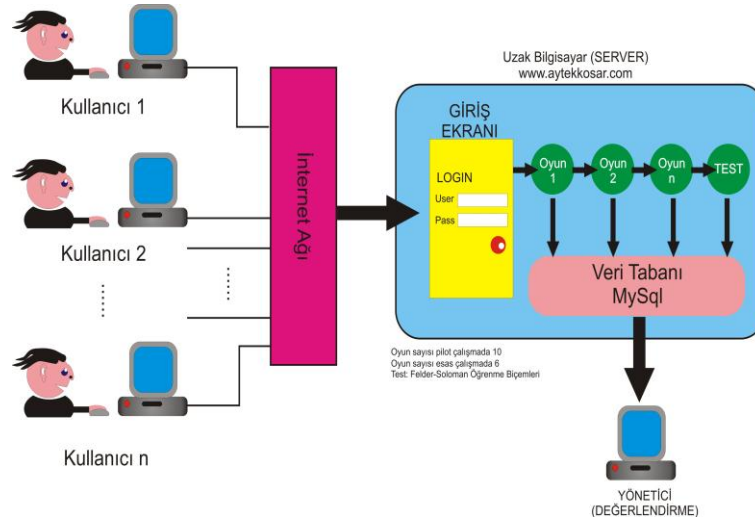 Kullanıcı 1
Kullanıcı 2
Kullanıcı n
İnternet Ağı
Uzak Bilgisayar (SERVER)
www.aytekkosar.com
GİRİŞ
EKRANI
LOGIN
User
Pass
Oyun
1
Oyun
2
Oyun
n
TEST
Veri Tabanı
MySql
Oyun sayısı pilot çalışmada 10
Oyun sayısı esas çalışmada 6
Test: Felder-Soloman Öğrenme Biçemleri
YÖNETİCİ
(DEĞERLENDİRME)